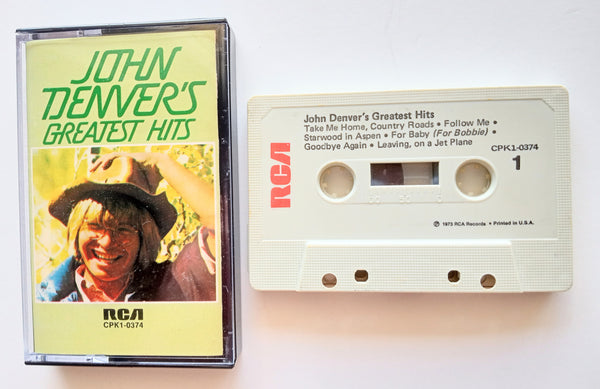 JOHN
DENVER'S
GREATEST HITS
RCA
CPK1-0374
John Denver's Greatest Hits
Take Me Home, Country Roads • Follow Me •
Starwood in Aspen • For Baby (For Bobbie) •
Goodbye Again • Leaving, on a Jet Plane
CPK1-0374
1
RCA
℗ 1973 RCA Records • Printed in U.S.A.